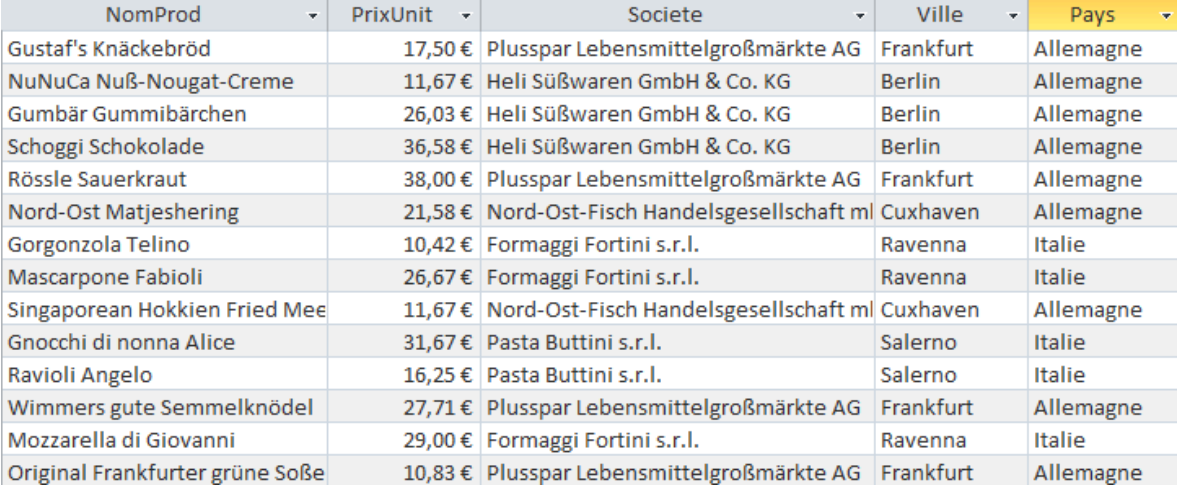 NomProd PrixUnit Societe Ville Pays
Gustaf's Knäckebröd 17,50 € Plusspar Lebensmittelgroßmärkte AG Frankfurt Allemagne
NuNuCa Nuß-Nougat-Creme 11,67 € Heli Süßwaren GmbH & Co. KG Berlin Allemagne
Gumbär Gummibärchen 26,03 € Heli Süßwaren GmbH & Co. KG Berlin Allemagne
Schoggi Schokolade 36,58 € Heli Süßwaren GmbH & Co. KG Berlin Allemagne
Rössle Sauerkraut 38,00 € Plusspar Lebensmittelgroßmärkte AG Frankfurt Allemagne
Nord-Ost Matjeshering 21,58 € Nord-Ost-Fisch Handelsgesellschaft ml Cuxhaven Allemagne
Gorgonzola Telino 10,42 € Formaggi Fortini s.r.l. Ravenna Italie
Mascarpone Fabioli 26,67 € Formaggi Fortini s.r.l. Ravenna Italie
Singaporean Hokkien Fried Mee 11,67 € Nord-Ost-Fisch Handelsgesellschaft ml Cuxhaven Allemagne
Gnocchi di nonna Alice 31,67 € Pasta Buttini s.r.l. Salerno Italie
Ravioli Angelo 16,25 € Pasta Buttini s.r.l. Salerno Italie
Wimmers gute Semmelknödel 27,71 € Plusspar Lebensmittelgroßmärkte AG Frankfurt Allemagne
Mozzarella di Giovanni 29,00 € Formaggi Fortini s.r.l. Ravenna Italie
Original Frankfurter grüne Soße 10,83 € Plusspar Lebensmittelgroßmärkte AG Frankfurt Allemagne